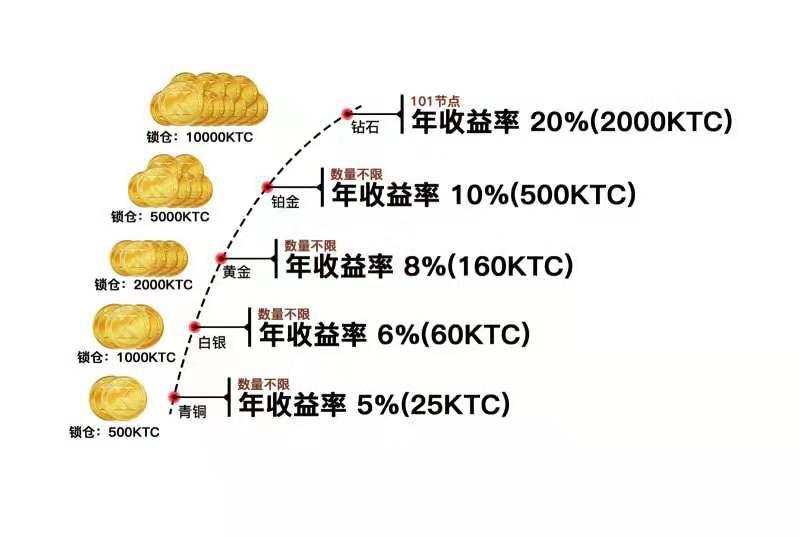 101节点
年收益率 20%(2000KTC)
钻石
锁仓：10000KTC
数量不限
年收益率 10%(500KTC)
铂金
锁仓：5000KTC
数量不限
年收益率 8%(160KTC)
黄金
锁仓：2000KTC
数量不限
年收益率 6%(60KTC)
白银
锁仓：1000KTC
数量不限
年收益率 5%(25KTC)
青铜
锁仓：500KTC